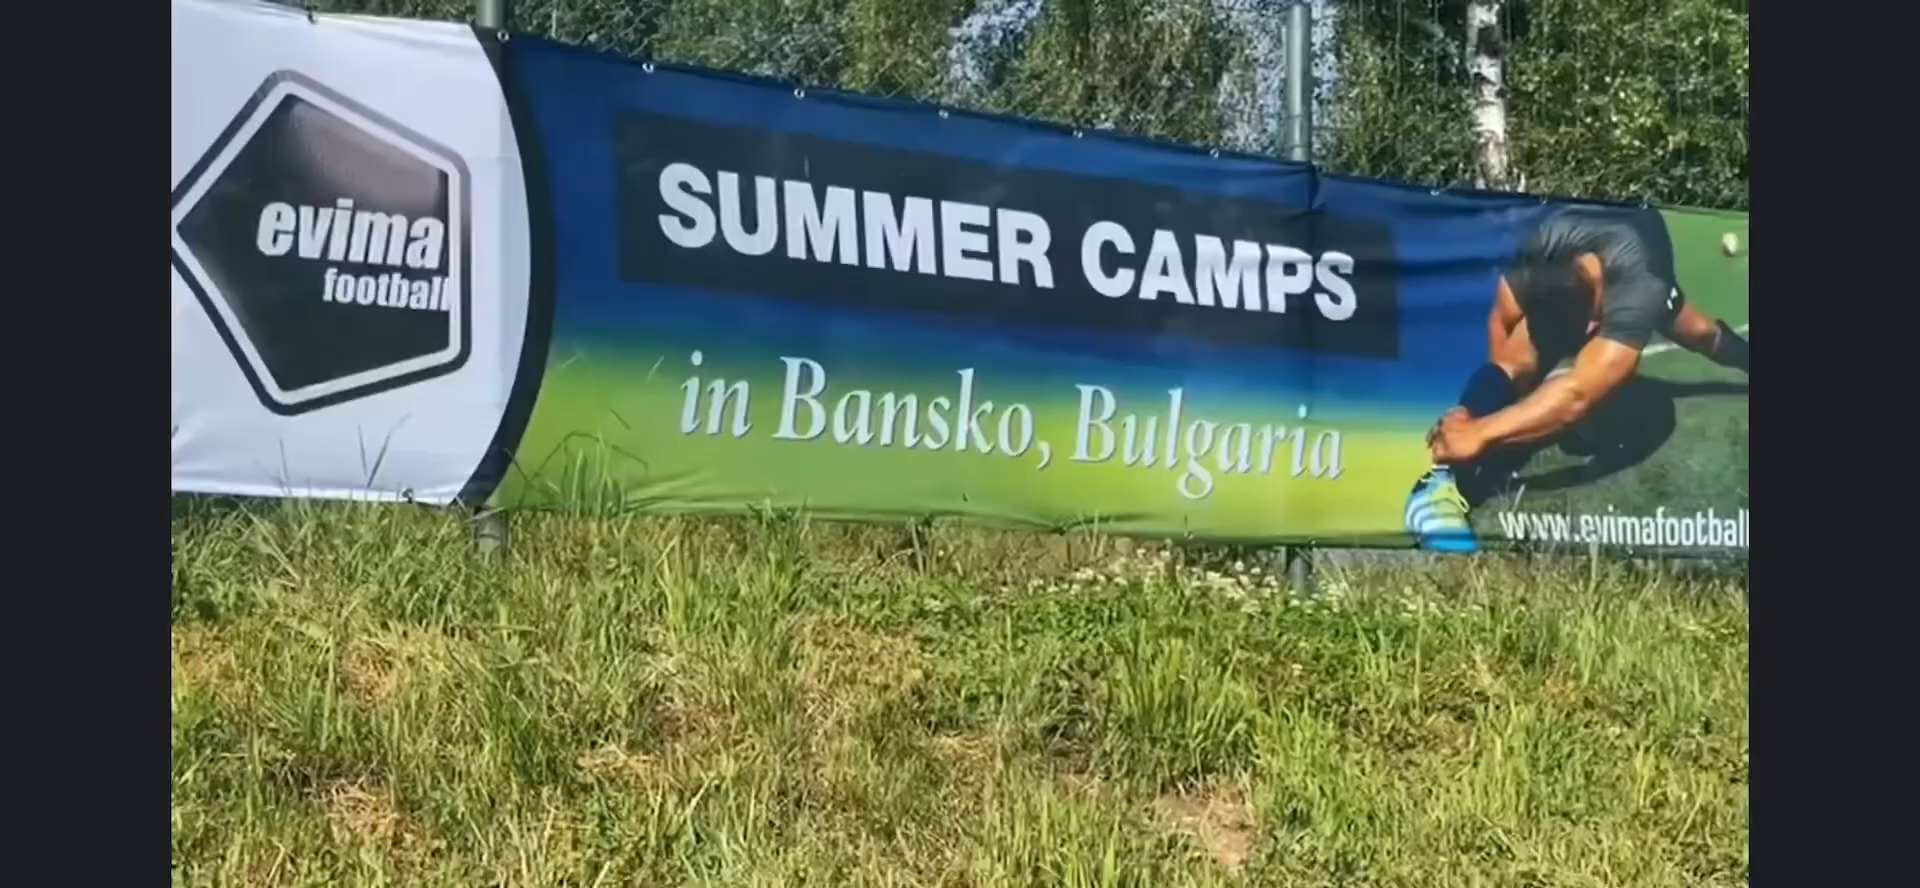 evima
football
SUMMER CAMPS
in Bansko, Bulgaria
www.evimafootball